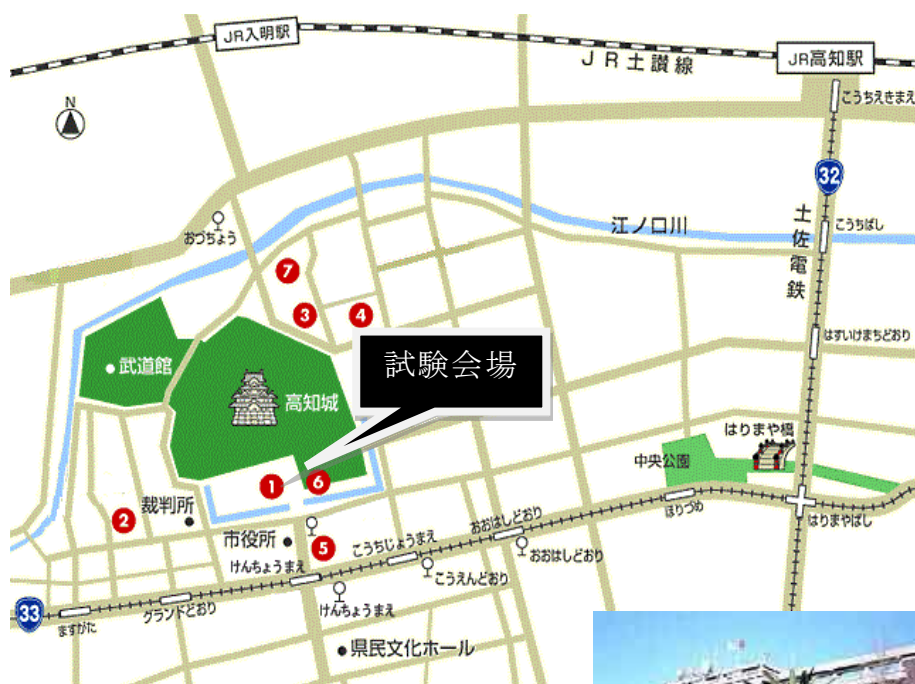 JR入明駅
JR土讃線
JR高知駅
こうちえきまえ
N
32
江ノ口川
土佐電鉄
こうちばし
おづちょう
7
3
4
はすいけまちどおり
試験会場
武道館
高知城
はりまや橋
中央公園
1
6
2
裁判所
ほりづめ
はりまやばし
市役所
5
こうちじょうまえ
おおはしどおり
おおはしどおり
けんちょうまえ
こうえんどおり
33
ますがた
グランドどおり
けんちょうまえ
県民文化ホール